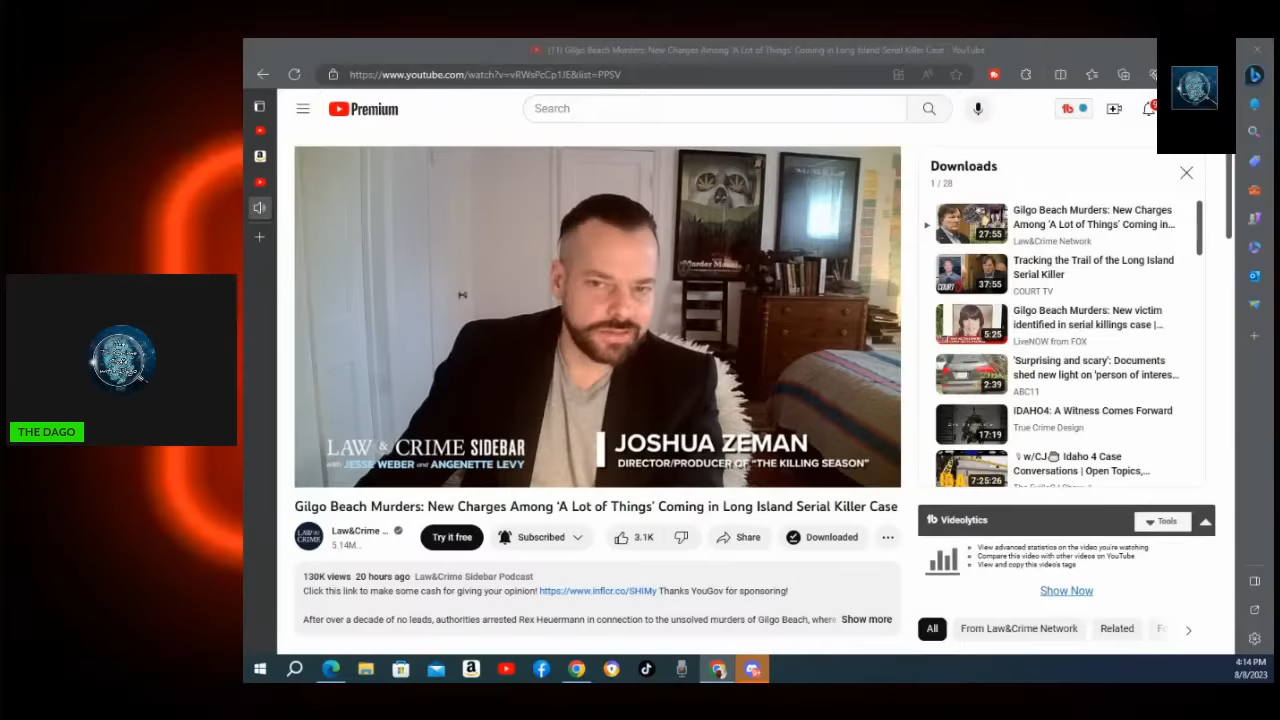 (11) Gilgo Beach Murders: New Charges Among 'A Lot of Things' Coming in Long Island Serial Killer Case - YouTube
https://www.youtube.com/watch?v=vRWsPcCp1JE&list=PPSV
Premium
Search
Downloads
1 / 28
Gilgo Beach Murders: New Charges
Among 'A Lot of Things' Coming in...
27:55
Law&Crime Network
Tracking the Trail of the Long Island
Serial Killer
37:55
COURT
COURT TV
Gilgo Beach Murders: New victim
identified in serial killings case |...
5:25
LiveNOW from FOX
'Surprising and scary': Documents
shed new light on 'person of interes...
2:39
ABC11
IDAHO4: A Witness Comes Forward
True Crime Design
17:19
w/CJ Idaho 4 Case
Conversations | Open Topics,...
7:25:26
LAW & CRIME SIDEBAR
with JESSE WEBER and ANGENETTE LEVY
JOSHUA ZEMAN
DIRECTOR/PRODUCER OF "THE KILLING SEASON"
THE DAGO
Gilgo Beach Murders: New Charges Among 'A Lot of Things' Coming in Long Island Serial Killer Case
LAW& CRIME
Law&Crime ...
5.14M...
Try it free
Subscribed
3.1K
Share
Downloaded
130K views 20 hours ago Law&Crime Sidebar Podcast
Click this link to make some cash for giving your opinion! https://www.inflcr.co/SHIMy Thanks YouGov for sponsoring!
After over a decade of no leads, authorities arrested Rex Heuermann in connection to the unsolved murders of Gilgo Beach, where Show more
tb Videolytics
Tools
View advanced statistics on the video you're watching
Compare this video with other videos on YouTube
View and copy this video's tags
Show Now
All
From Law&Crime Network
Related
Fo
4:14 PM
8/8/2023